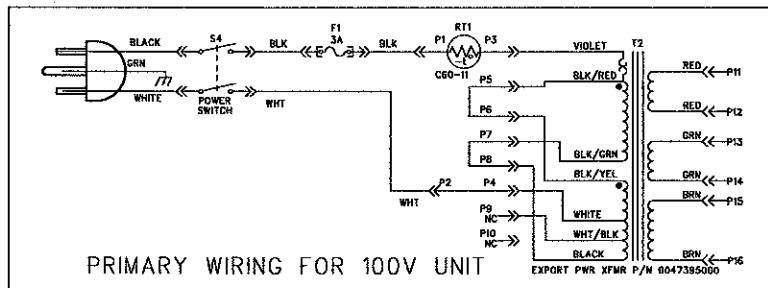 BLACK
S4
BLK
F1
3A
BLK
P1
RT1
P3
VIOLET
T2
GRN
-t
C60-11
P5
BLK/RED
RED
P11
WHITE
POWER
SWITCH
WHT
P6
RED
P12
P7
GRN
P13
P8
BLK/GRN
BLK/YEL
GRN
P14
WHT
P2
P4
WHITE
BRN
P15
P9
NC
WHT/BLK
P10
NC
BLACK
BRN
P16
PRIMARY WIRING FOR 100V UNIT
EXPORT PWR XFMR P/N 0047395000